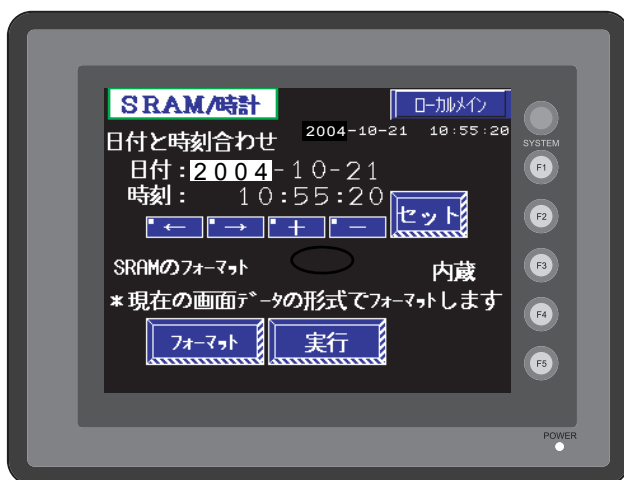 SRAM/時計
ローカルメイン
2004-10-21 10:55:20
日付と時刻合わせ
日付:2004-10-21
時刻: 10:55:20
← → + − セット
SRAMのフォーマット
内蔵
*現在の画面データの形式でフォーマットします
フォーマット 実行
SYSTEM
F1
F2
F3
F4
F5
POWER